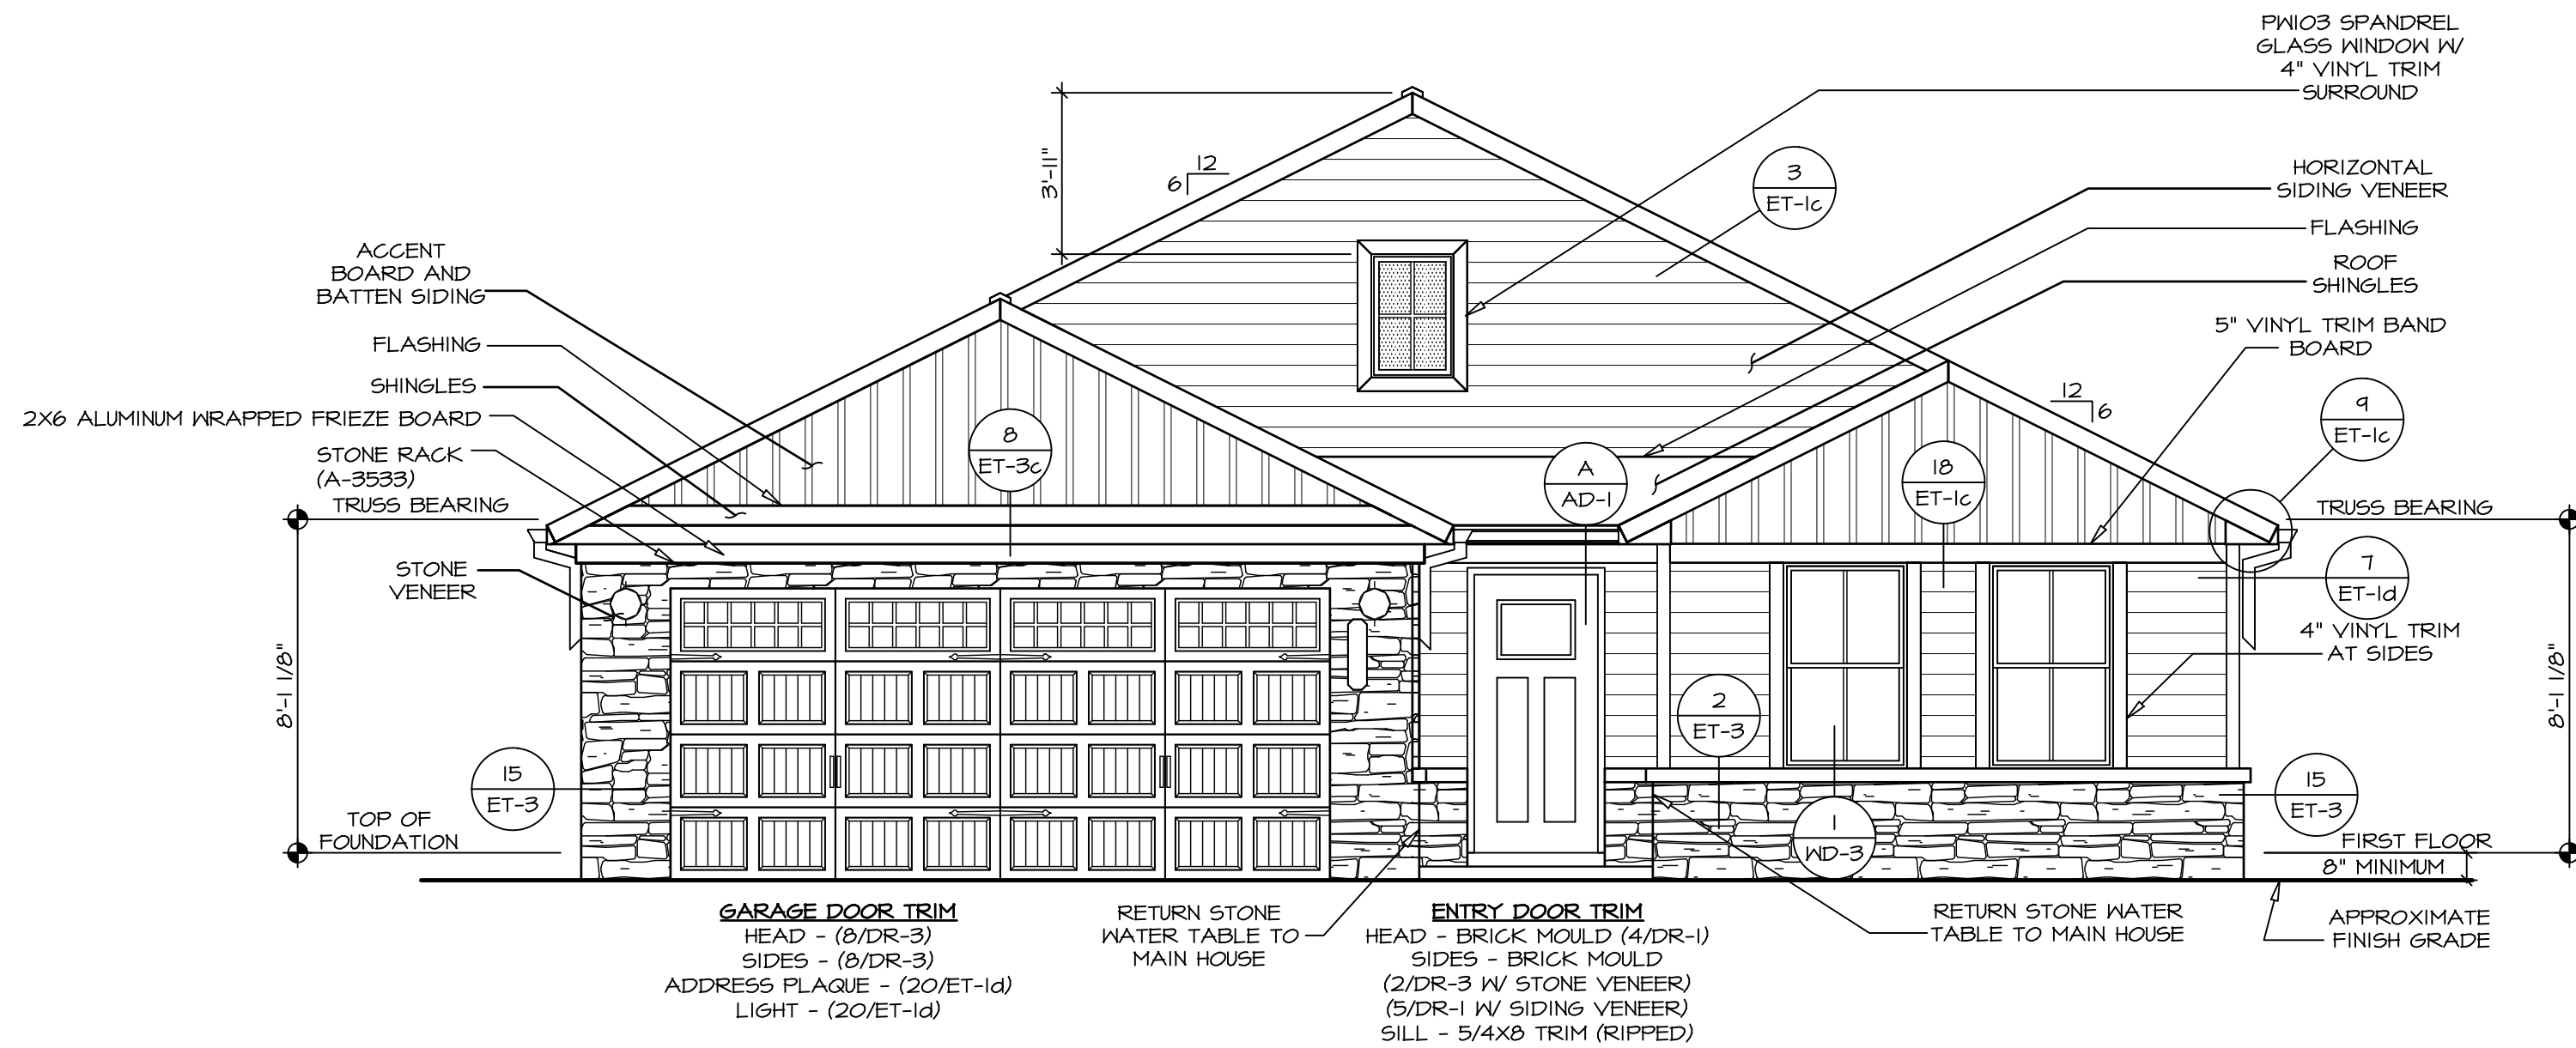 PW103 SPANDREL
GLASS WINDOW W/
4" VINYL TRIM
SURROUND
3'-11"
12
6
3
ET-1c
HORIZONTAL
SIDING VENEER
FLASHING
ROOF
SHINGLES
5" VINYL TRIM BAND
BOARD
ACCENT
BOARD AND
BATTEN SIDING
FLASHING
SHINGLES
2X6 ALUMINUM WRAPPED FRIEZE BOARD
STONE RACK
(A-3533)
TRUSS BEARING
STONE
VENEER
8'-1 1/8"
15
ET-3
TOP OF
FOUNDATION
8
ET-3c
A
AD-1
18
ET-1c
12
6
9
ET-1c
TRUSS BEARING
7
ET-1d
4" VINYL TRIM
AT SIDES
8'-1 1/8"
2
ET-3
1
WD-3
15
ET-3
FIRST FLOOR
8" MINIMUM
APPROXIMATE
FINISH GRADE
GARAGE DOOR TRIM
HEAD - (8/DR-3)
SIDES - (8/DR-3)
ADDRESS PLAQUE - (20/ET-1d)
LIGHT - (20/ET-1d)
RETURN STONE
WATER TABLE TO
MAIN HOUSE
ENTRY DOOR TRIM
HEAD - BRICK MOULD (4/DR-1)
SIDES - BRICK MOULD
(2/DR-3 W/ STONE VENEER)
(5/DR-1 W/ SIDING VENEER)
SILL - 5/4X8 TRIM (RIPPED)
RETURN STONE WATER
TABLE TO MAIN HOUSE